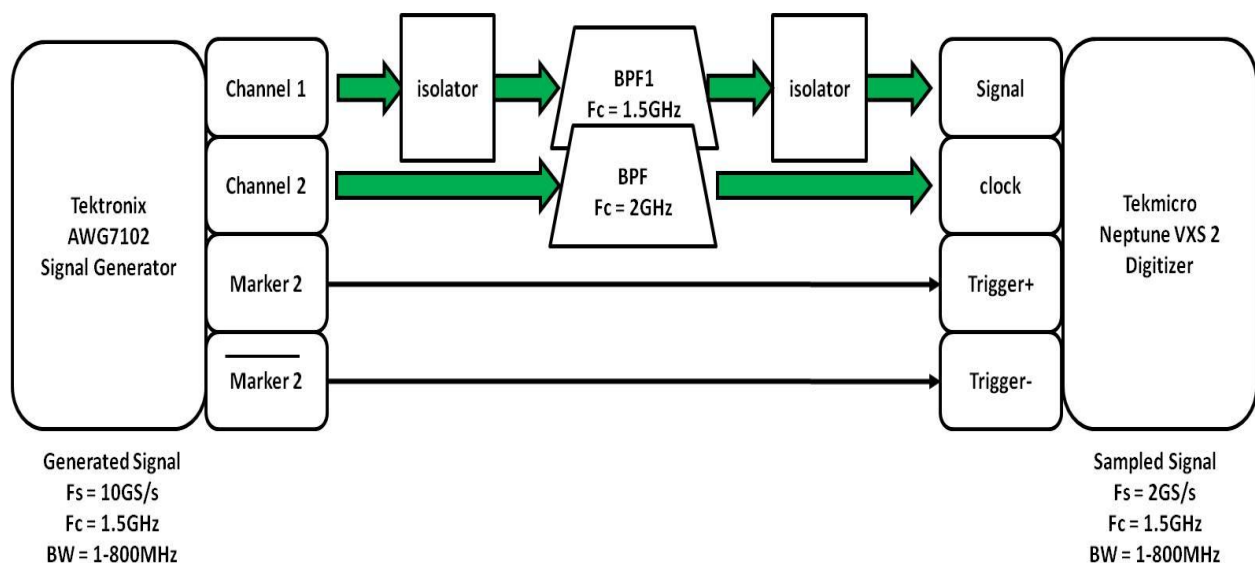 Tektronix
AWG7102
Signal Generator
Channel 1
Channel 2
Marker 2
Marker 2
isolator
BPF1
Fc = 1.5GHz
isolator
BPF
Fc = 2GHz
Signal
clock
Trigger+
Trigger-
Tekmicro
Neptune VXS 2
Digitizer
Generated Signal
Fs = 10GS/s
Fc = 1.5GHz
BW = 1-800MHz
Sampled Signal
Fs = 2GS/s
Fc = 1.5GHz
BW = 1-800MHz